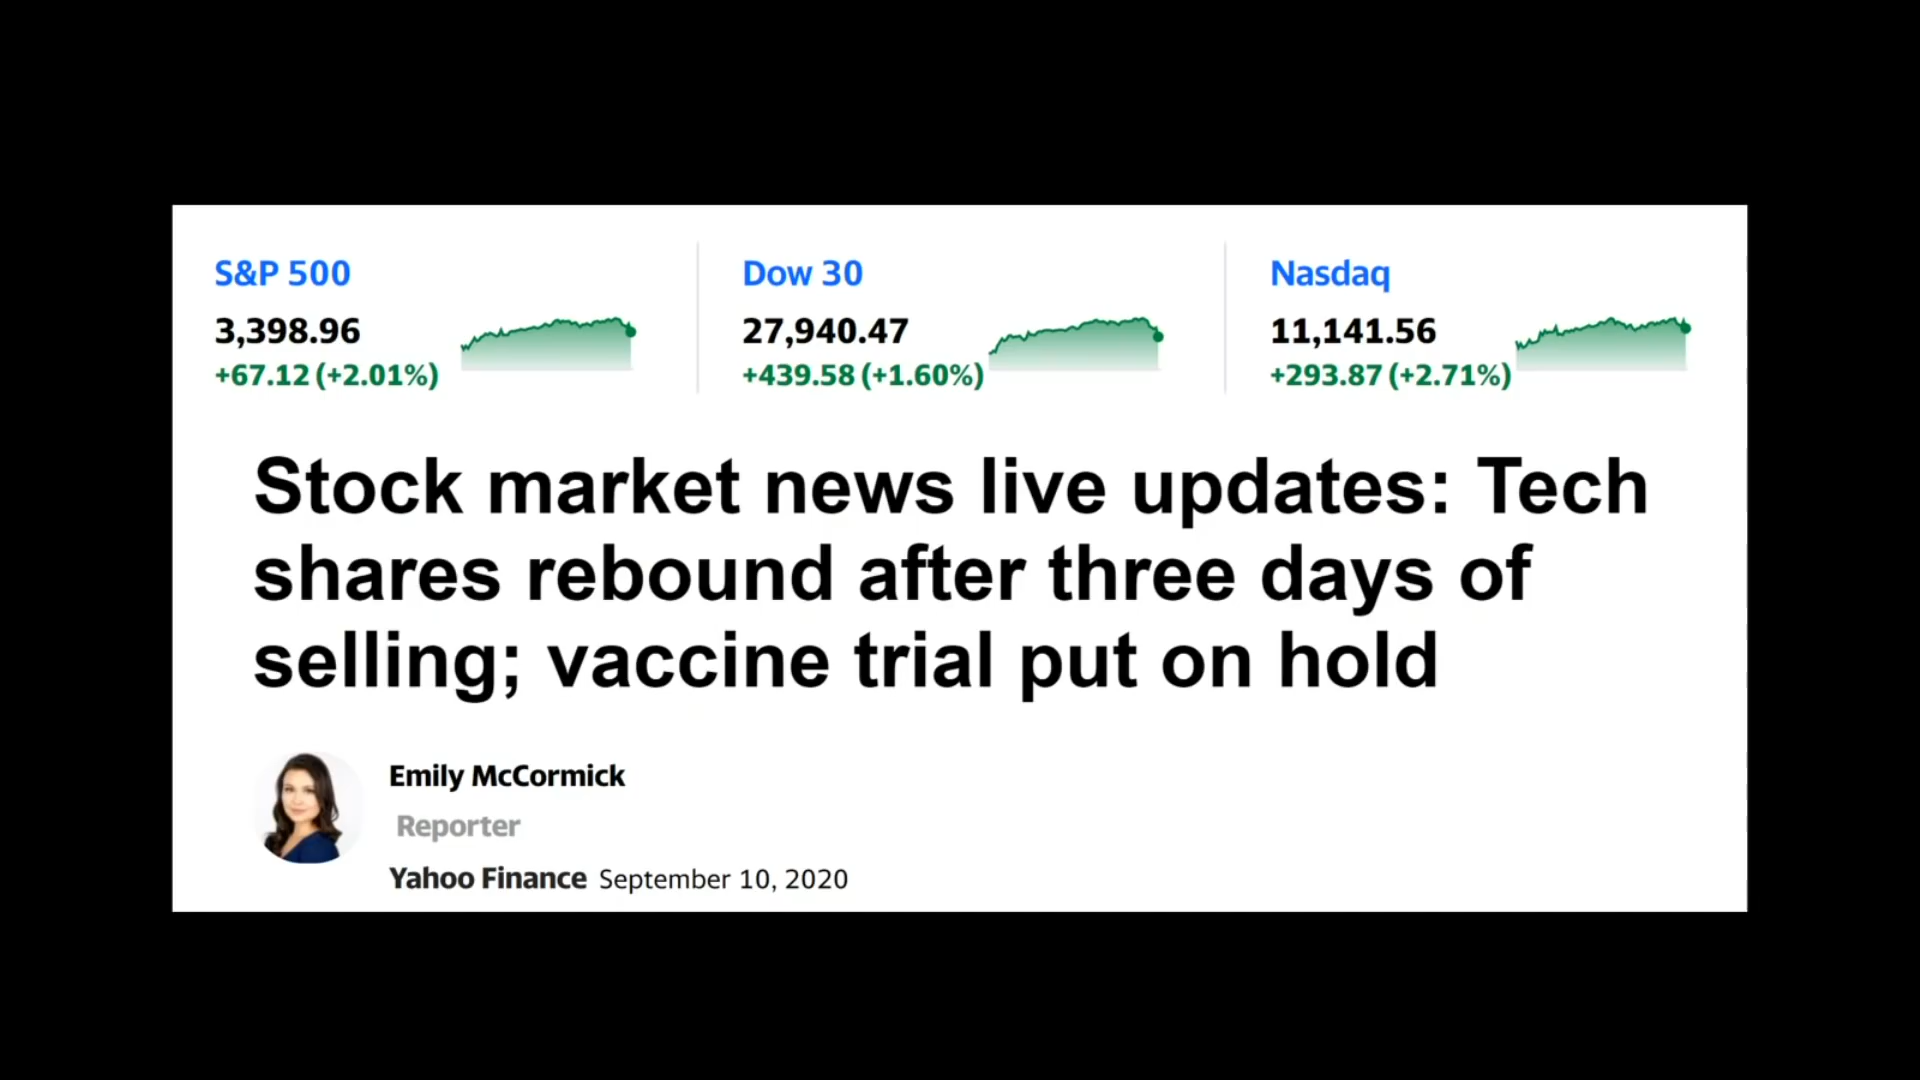 S&P 500
3,398.96
+67.12 (+2.01%)
Dow 30
27,940.47
+439.58 (+1.60%)
Nasdaq
11,141.56
+293.87 (+2.71%)
Stock market news live updates: Tech
shares rebound after three days of
selling; vaccine trial put on hold
Emily McCormick
Reporter
Yahoo Finance September 10, 2020